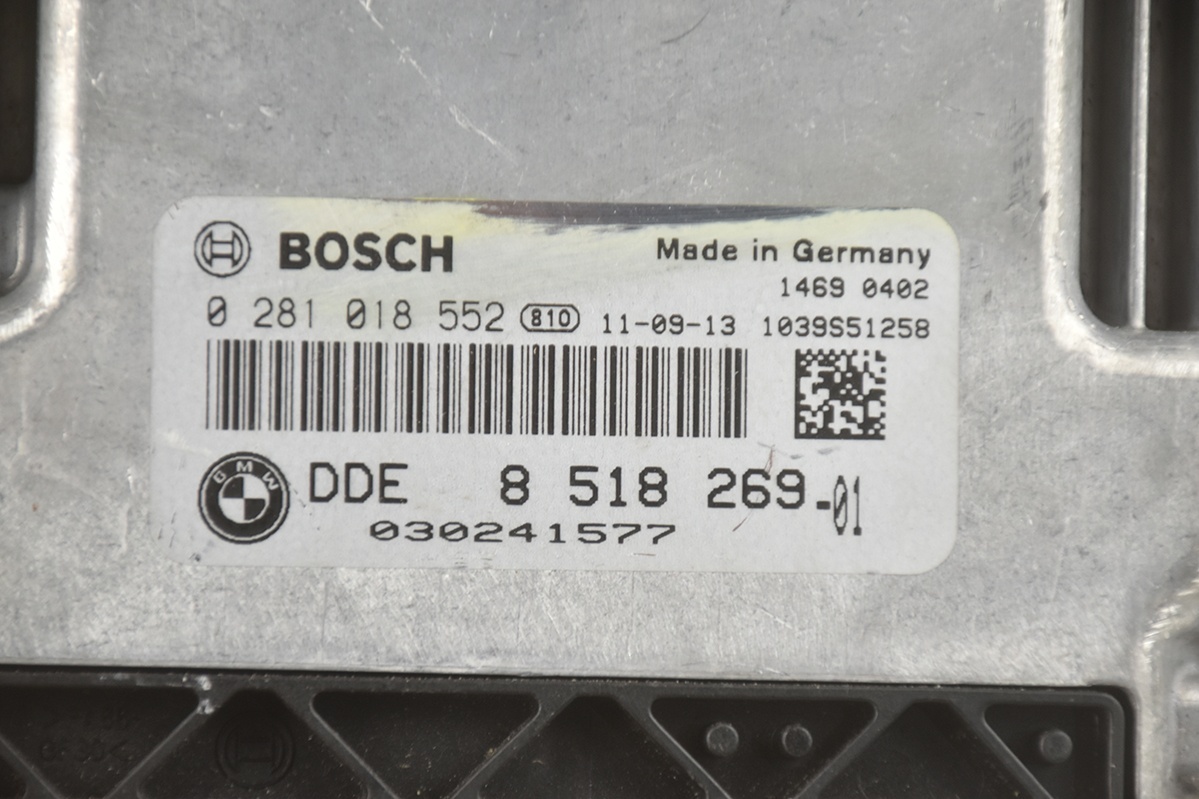 BOSCH
Made in Germany
1469 0402
0 281 018 552 810 11-09-13 1039S51258
BMW
DDE 8 518 269-01
030241577